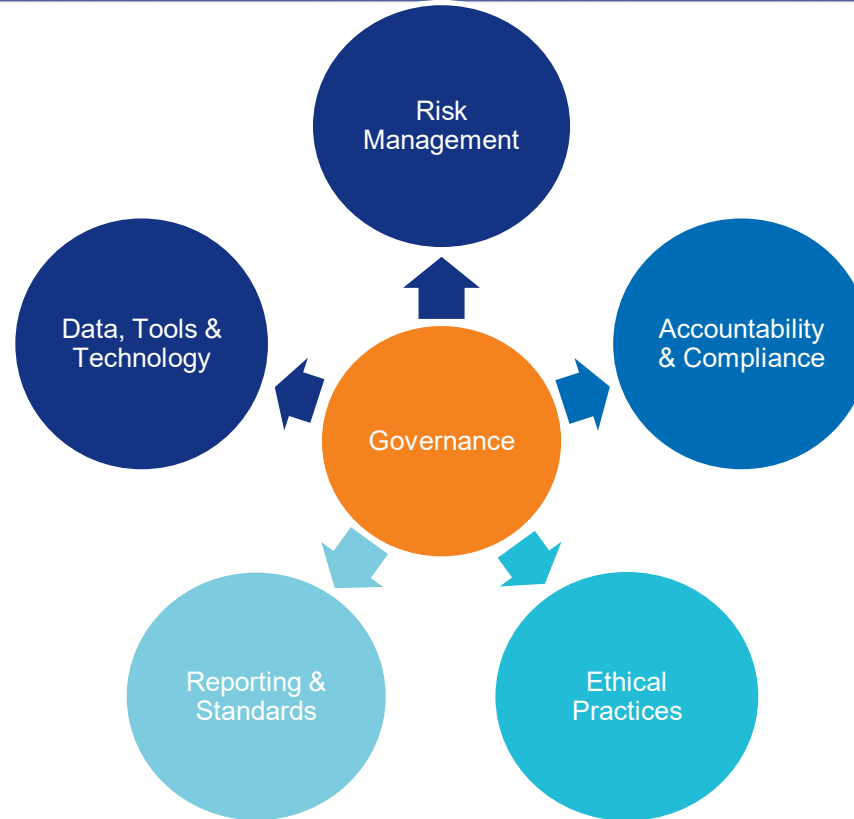 Risk
Management
Data, Tools &
Technology
Accountability
& Compliance
Governance
Reporting &
Standards
Ethical
Practices